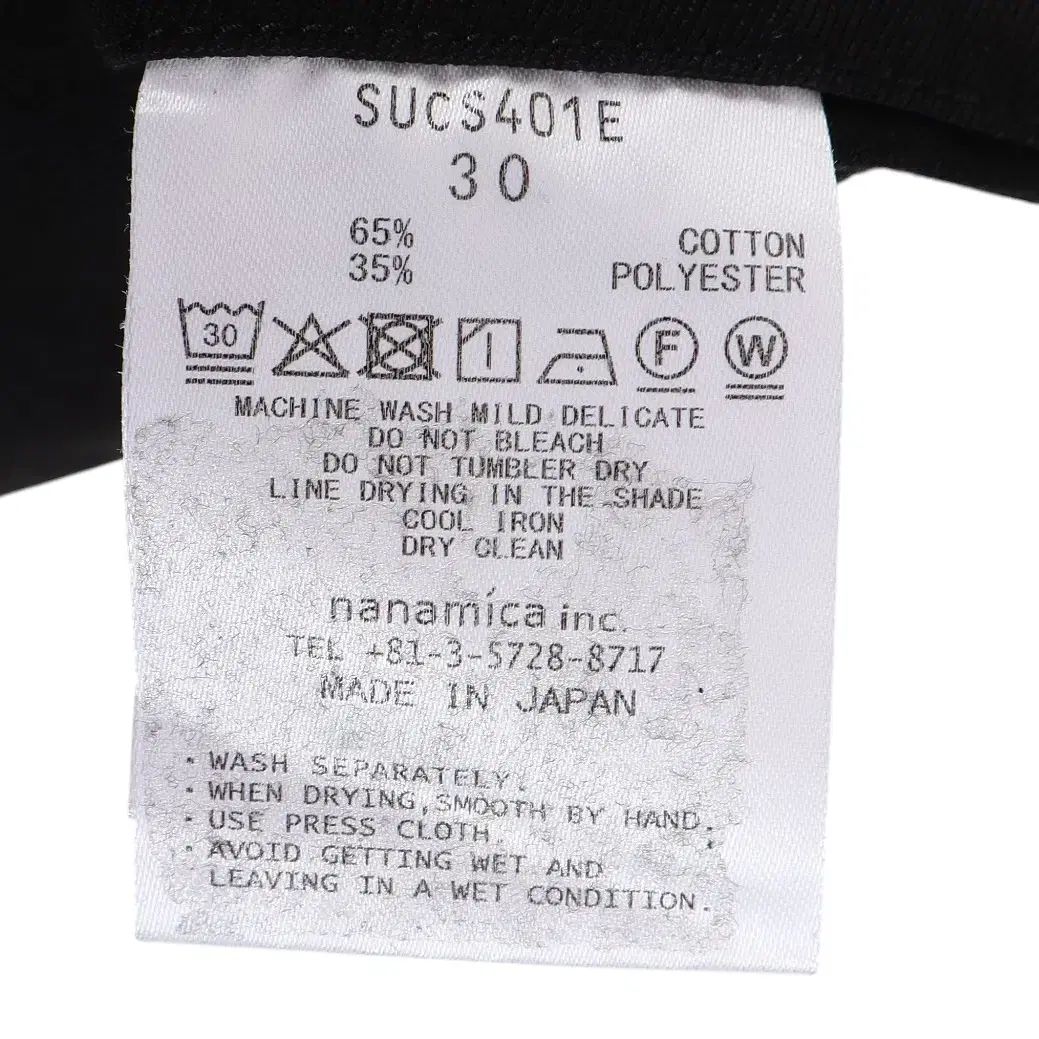 SUCS401E
30
65% COTTON
35% POLYESTER
30 F W
MACHINE WASH MILD DELICATE
DO NOT BLEACH
DO NOT TUMBLER DRY
LINE DRYING IN THE SHADE
COOL IRON
DRY CLEAN
nanamíca inc.
TEL +81-3-5728-8717
MADE IN JAPAN
・WASH SEPARATELY.
・WHEN DRYING,SMOOTH BY HAND.
・USE PRESS CLOTH.
・AVOID GETTING WET AND
LEAVING IN A WET CONDITION.